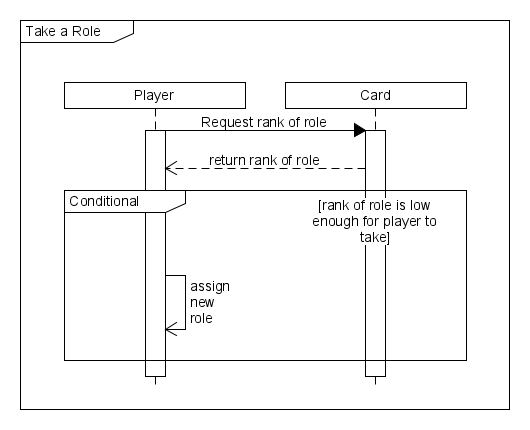 Take a Role
Player
Card
Request rank of role
return rank of role
Conditional
[rank of role is low
enough for player to
take]
assign
new
role